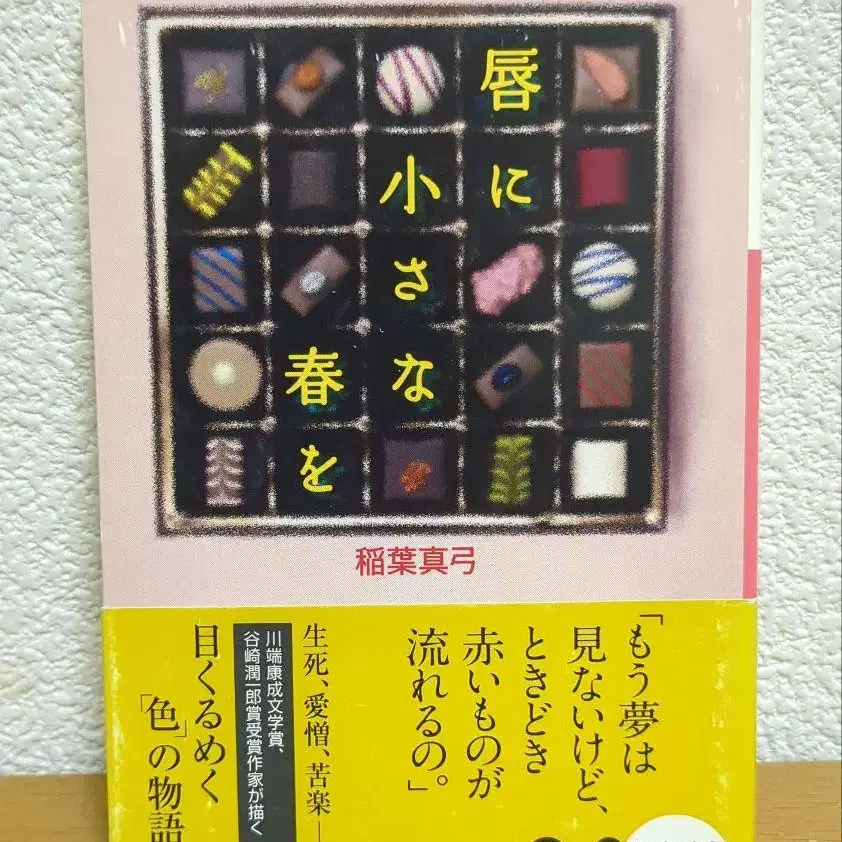 唇に
小さな
春を
稲葉真弓
「もう夢は
見ないけど、
ときどき
赤いものが
流れるの。」
生死、愛憎、苦楽―
川端康成文学賞、
谷崎潤一郎賞受賞作家が描く
目くるめく
「色」の物語